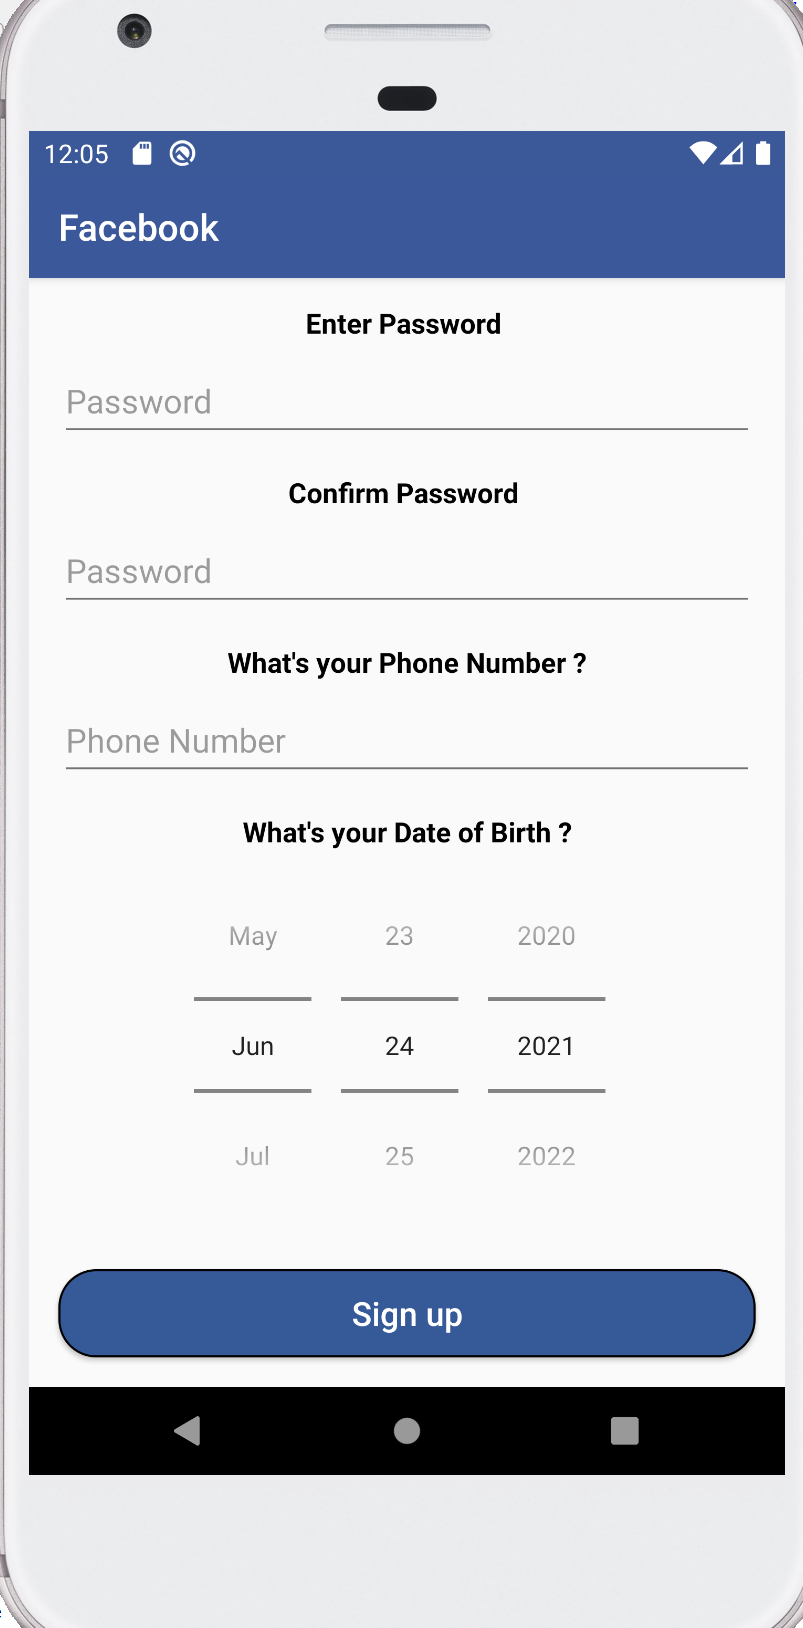 12:05
Facebook
Enter Password
Password
Confirm Password
Password
What's your Phone Number ?
Phone Number
What's your Date of Birth ?
May 23 2020
Jun 24 2021
Jul 25 2022
Sign up